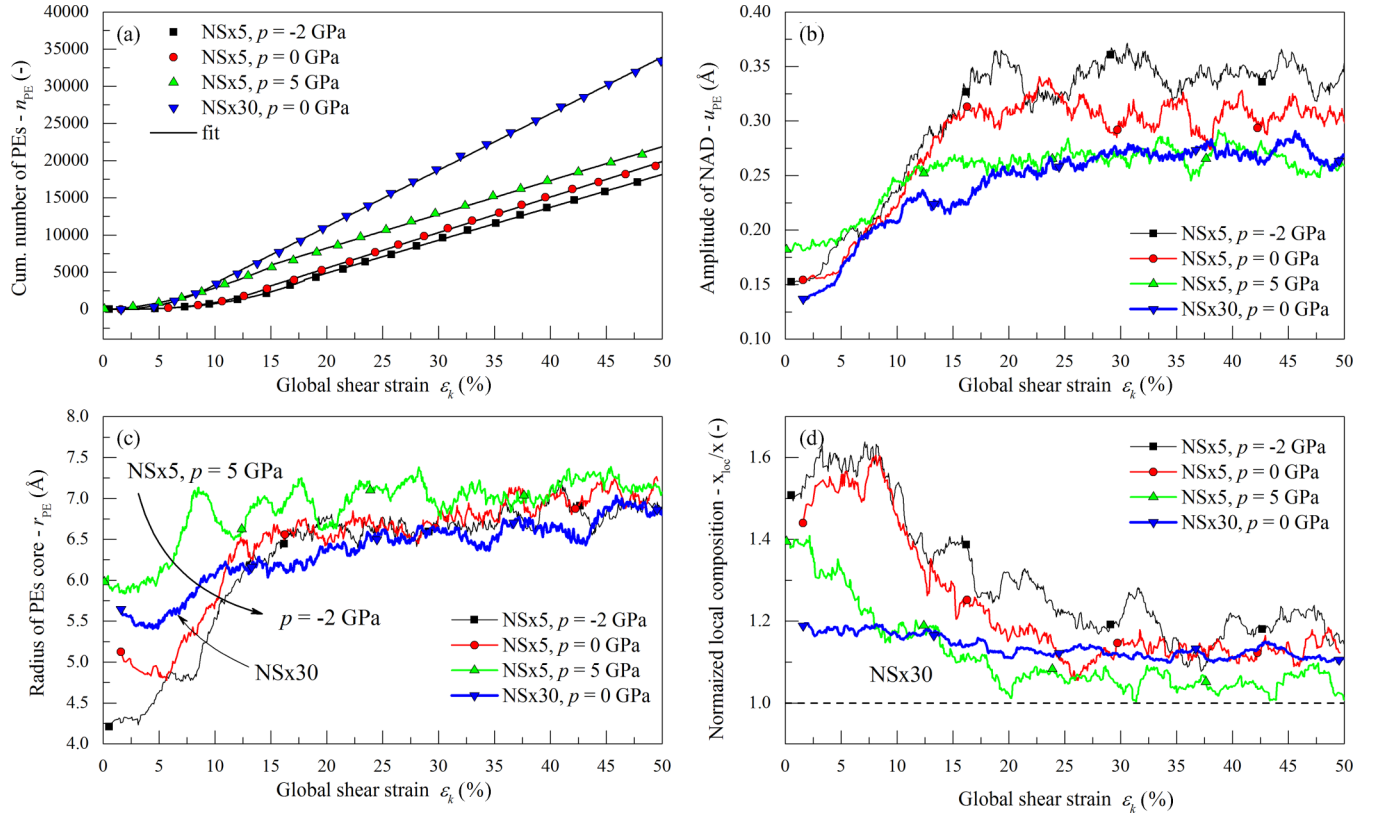 (a)
NSx5, p = -2 GPa
NSx5, p = 0 GPa
NSx5, p = 5 GPa
NSx30, p = 0 GPa
fit
40000
35000
30000
25000
20000
15000
10000
5000
0
Cum. number of PEs - nPE (-)
0 5 10 15 20 25 30 35 40 45 50
Global shear strain εk (%)
(b)
0.40
0.35
0.30
0.25
0.20
0.15
0.10
Amplitude of NAD - uPE (Å)
NSx5, p = -2 GPa
NSx5, p = 0 GPa
NSx5, p = 5 GPa
NSx30, p = 0 GPa
0 5 10 15 20 25 30 35 40 45 50
Global shear strain εk (%)
(c)
8.0
7.5
7.0
6.5
6.0
5.5
5.0
4.5
4.0
Radius of PEs core - rPE (Å)
NSx5, p = 5 GPa
p = -2 GPa
NSx30
NSx5, p = -2 GPa
NSx5, p = 0 GPa
NSx5, p = 5 GPa
NSx30, p = 0 GPa
0 5 10 15 20 25 30 35 40 45 50
Global shear strain εk (%)
(d)
NSx5, p = -2 GPa
NSx5, p = 0 GPa
NSx5, p = 5 GPa
NSx30, p = 0 GPa
1.6
1.4
1.2
1.0
Normaized local composition - xloc/x (-)
NSx30
0 5 10 15 20 25 30 35 40 45 50
Global shear strain εk (%)